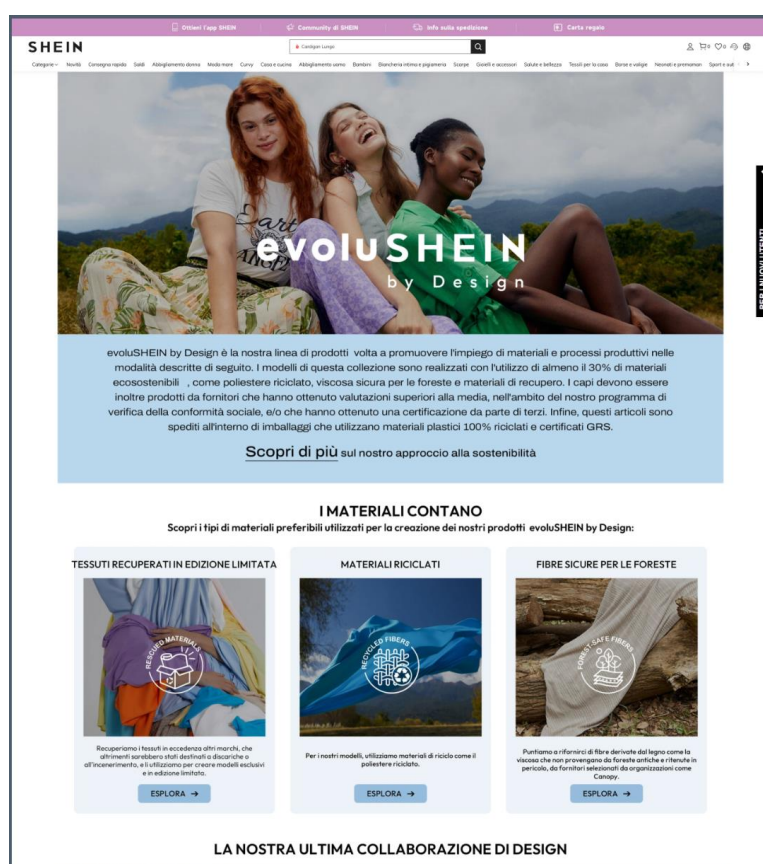 Ottieni l'app SHEIN
Community di SHEIN
Info sulla spedizione
Carta regalo
SHEIN
Cardigan Lungo
0
0
Categorie
Novità
Consegna rapida
Saldi
Abbigliamento donna
Moda mare
Curvy
Casa e cucina
Abbigliamento uomo
Bambini
Biancheria intima e pigiameria
Scarpe
Gioielli e accessori
Salute e bellezza
Tessili per la casa
Borse e valigie
Neonati e premaman
Sport e out
PER I NUOVI UTENTI
evoluSHEIN
by Design
evoluSHEIN by Design è la nostra linea di prodotti volta a promuovere l'impiego di materiali e processi produttivi nelle
modalità descritte di seguito. I modelli di questa collezione sono realizzati con l'utilizzo di almeno il 30% di materiali
ecosostenibili , come poliestere riciclato, viscosa sicura per le foreste e materiali di recupero. I capi devono essere
inoltre prodotti da fornitori che hanno ottenuto valutazioni superiori alla media, nell'ambito del nostro programma di
verifica della conformità sociale, e/o che hanno ottenuto una certificazione da parte di terzi. Infine, questi articoli sono
spediti all'interno di imballaggi che utilizzano materiali plastici 100% riciclati e certificati GRS.
Scopri di più sul nostro approccio alla sostenibilità
I MATERIALI CONTANO
Scopri i tipi di materiali preferibili utilizzati per la creazione dei nostri prodotti evoluSHEIN by Design:
TESSUTI RECUPERATI IN EDIZIONE LIMITATA
RESCUED MATERIALS
Recuperiamo i tessuti in eccedenza altri marchi, che
altrimenti sarebbero stati destinati a discariche o
all'incenerimento, e li utilizziamo per creare modelli esclusivi
e in edizione limitata.
ESPLORA →
MATERIALI RICICLATI
RECYCLED FIBERS
Per i nostri modelli, utilizziamo materiali di riciclo come il
poliestere riciclato.
ESPLORA →
FIBRE SICURE PER LE FORESTE
FOREST-SAFE FIBERS
Puntiamo a rifornirci di fibre derivate dal legno come la
viscosa che non provengano da foreste antiche e ritenute in
pericolo, da fornitori selezionati da organizzazioni come
Canopy.
ESPLORA →
LA NOSTRA ULTIMA COLLABORAZIONE DI DESIGN